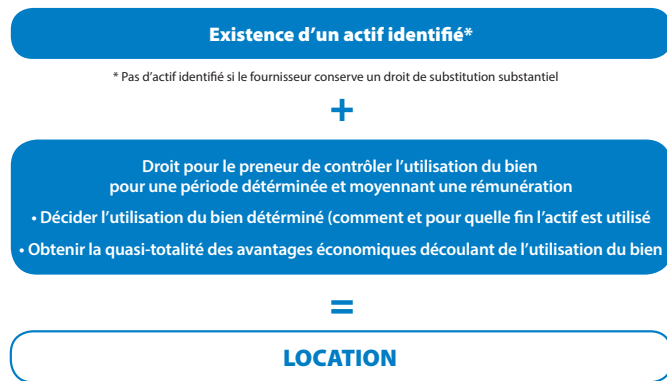 Existence d'un actif identifié*
* Pas d'actif identifié si le fournisseur conserve un droit de substitution substantiel
+
Droit pour le preneur de contrôler l'utilisation du bien
pour une période détérminée et moyennant une rémunération
• Décider l'utilisation du bien détérminé (comment et pour quelle fin l'actif est utilisé
• Obtenir la quasi-totalité des avantages économiques découlant de l'utilisation du bien
=
LOCATION